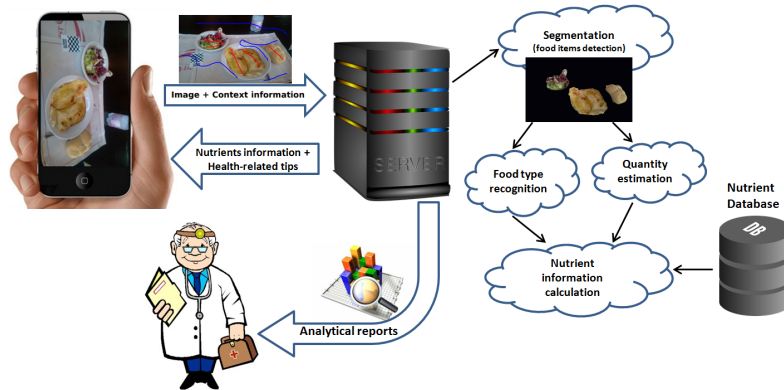 Image + Context information
Nutrients information +
Health-related tips
SERVER
Segmentation
(food items detection)
Food type
recognition
Quantity
estimation
Nutrient
Database
DB
Nutrient
information
calculation
Analytical reports